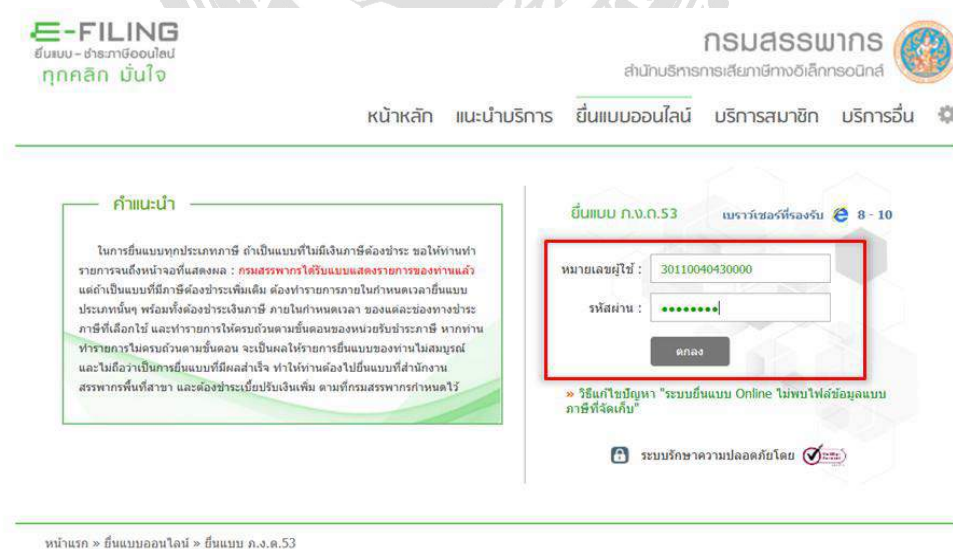 E-FILING
ยื่นแบบ - ชำระภาษีออนไลน์
ทุกคลิก มั่นใจ
กรมสรรพากร
สำนักบริหารการเสียภาษีทางอิเล็กทรอนิกส์
หน้าหลัก แนะนำบริการ ยื่นแบบออนไลน์ บริการสมาชิก บริการอื่น
คำแนะนำ
ในการยื่นแบบทุกประเภทภาษี ถ้าเป็นแบบที่ไม่มีเงินภาษีต้องชำระ ขอให้ท่านทำ
รายการจนถึงหน้าจอที่แสดงผล : กรมสรรพากรได้รับแบบแสดงรายการของท่านแล้ว
แต่ถ้าเป็นแบบที่มีภาษีต้องชำระเพิ่มเติม ต้องทำรายการภายในกำหนดเวลายื่นแบบ
ประเภทนั้นๆ พร้อมทั้งต้องชำระเงินภาษี ภายในกำหนดเวลา ของแต่ละช่องทางชำระ
ภาษีที่เลือกใช้ และทำรายการให้ครบถ้วนตามขั้นตอนของหน่วยรับชำระภาษี หากท่าน
ทำรายการไม่ครบถ้วนตามขั้นตอน จะเป็นผลให้รายการยื่นแบบของท่านไม่สมบูรณ์
และไม่ถือว่าเป็นการยื่นแบบที่มีผลสำเร็จ ทำให้ท่านต้องไปยื่นแบบที่สำนักงาน
สรรพากรพื้นที่สาขา และต้องชำระเบี้ยปรับเงินเพิ่ม ตามที่กรมสรรพากรกำหนดไว้
ยื่นแบบ ภ.ง.ด.53 เบราว์เซอร์ที่รองรับ 8 - 10
หมายเลขผู้ใช้ : 30110040430000
รหัสผ่าน : ••••••••
ตกลง
» วิธีแก้ไขปัญหา "ระบบยื่นแบบ Online ไม่พบไฟล์ข้อมูลแบบ
ภาษีที่จัดเก็บ"
ระบบรักษาความปลอดภัยโดย
หน้าแรก » ยื่นแบบออนไลน์ » ยื่นแบบ ภ.ง.ด.53